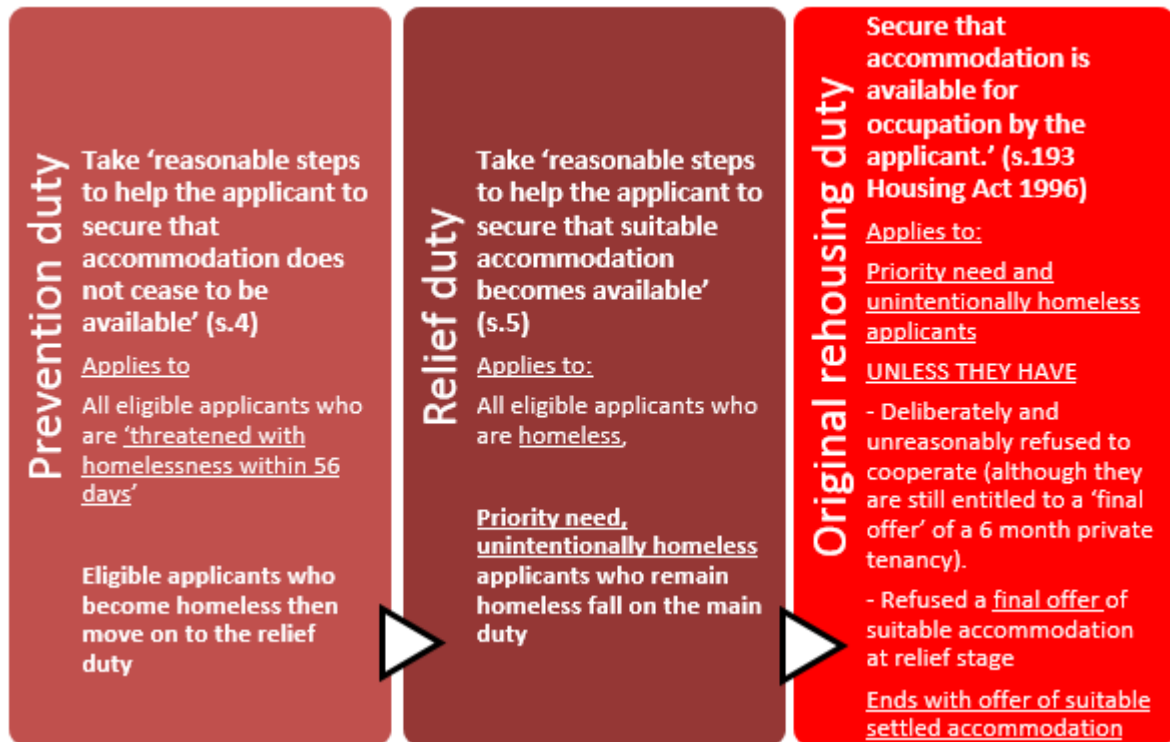 Prevention duty
Take ‘reasonable steps
to help the applicant to
secure that
accommodation does
not cease to be
available’ (s.4)
Applies to
All eligible applicants who
are ‘threatened with
homelessness within 56
days’
Eligible applicants who
become homeless then
move on to the relief
duty
Relief duty
Take ‘reasonable steps
to help the applicant to
secure that suitable
accommodation
becomes available’
(s.5)
Applies to:
All eligible applicants who
are homeless,
Priority need,
unintentionally homeless
applicants who remain
homeless fall on the main
duty
Original rehousing duty
Secure that
accommodation is
available for
occupation by the
applicant.’ (s.193
Housing Act 1996)
Applies to:
Priority need and
unintentionally homeless
applicants
UNLESS THEY HAVE
- Deliberately and
unreasonably refused to
cooperate (although they
are still entitled to a ‘final
offer’ of a 6 month private
tenancy).
- Refused a final offer of
suitable accommodation
at relief stage
Ends with offer of suitable
settled accommodation